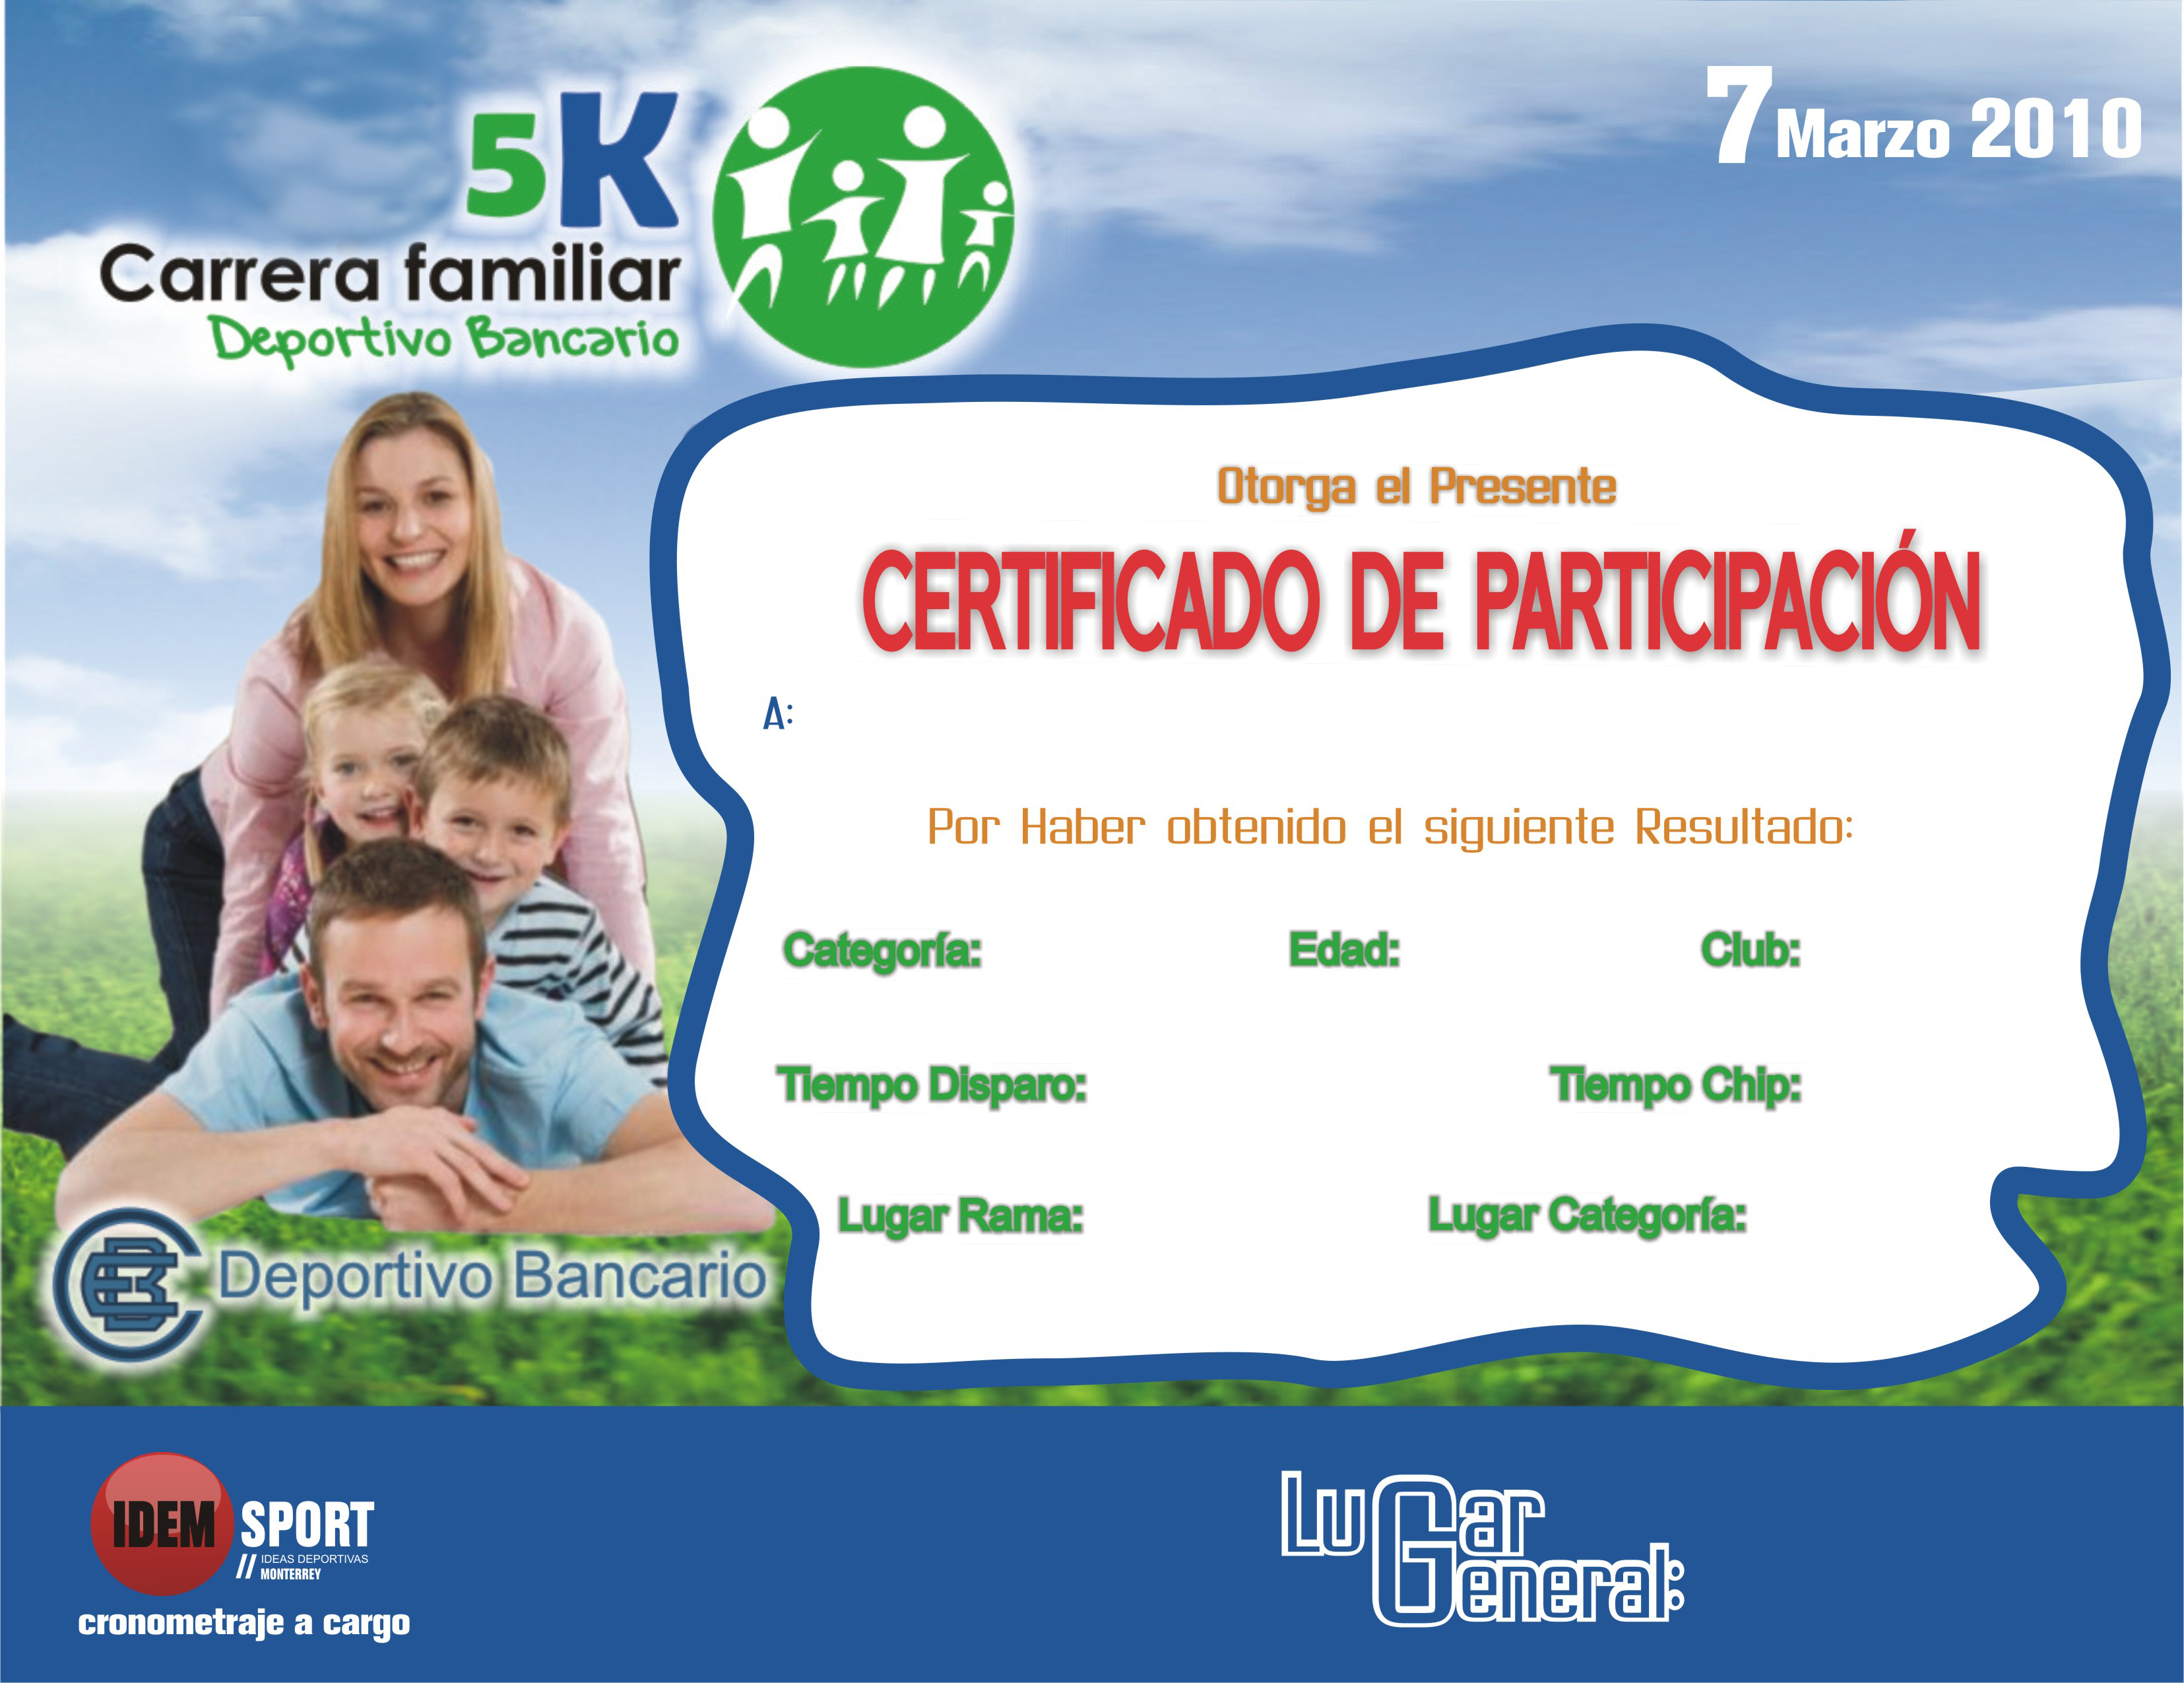 5K
Carrera familiar
Deportivo Bancario
7 Marzo 2010
Otorga el Presente
CERTIFICADO DE PARTICIPACIÓN
A:
Por Haber obtenido el siguiente Resultado:
Categoría: Edad: Club:
Tiempo Disparo: Tiempo Chip:
Lugar Rama: Lugar Categoría:
Deportivo Bancario
IDEM SPORT
// IDEAS DEPORTIVAS
MONTERREY
cronometraje a cargo
LuGar
General: